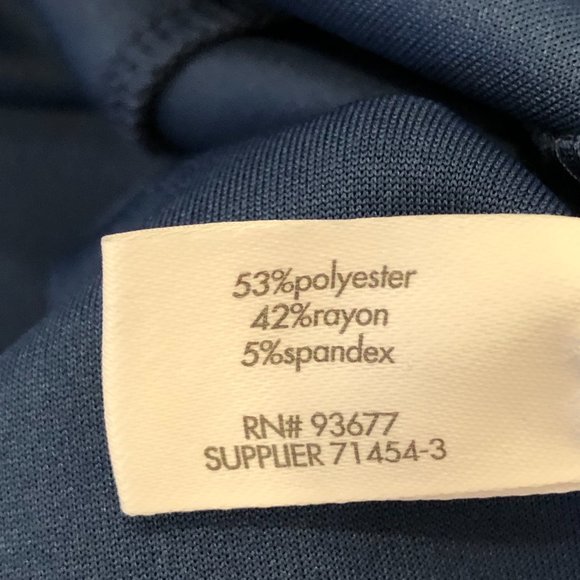 53%polyester
42%rayon
5%spandex
RN# 93677
SUPPLIER 71454-3